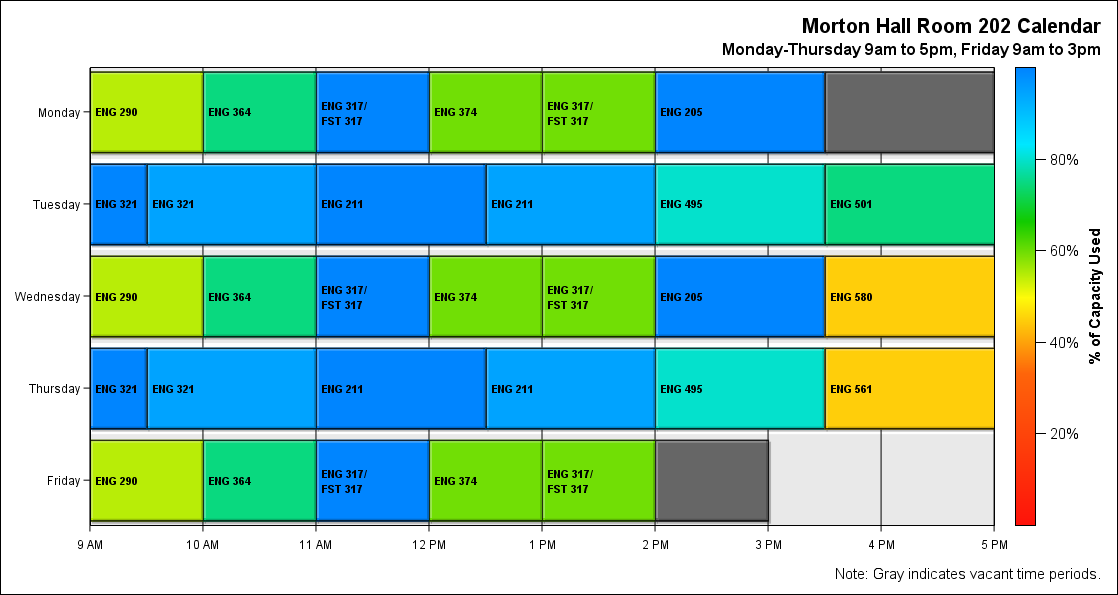 Morton Hall Room 202 Calendar
Monday-Thursday 9am to 5pm, Friday 9am to 3pm
Monday
ENG 290
ENG 364
ENG 317/
FST 317
ENG 374
ENG 317/
FST 317
ENG 205
Tuesday
ENG 321
ENG 321
ENG 211
ENG 211
ENG 495
ENG 501
Wednesday
ENG 290
ENG 364
ENG 317/
FST 317
ENG 374
ENG 317/
FST 317
ENG 205
ENG 580
Thursday
ENG 321
ENG 321
ENG 211
ENG 211
ENG 495
ENG 561
Friday
ENG 290
ENG 364
ENG 317/
FST 317
ENG 374
ENG 317/
FST 317
9 AM
10 AM
11 AM
12 PM
1 PM
2 PM
3 PM
4 PM
5 PM
80%
60%
40%
20%
% of Capacity Used
Note: Gray indicates vacant time periods.